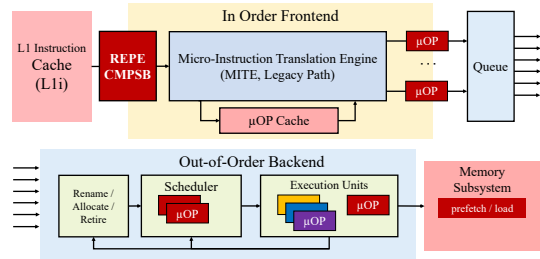 In Order Frontend
L1 Instruction
Cache
(L1i)
REPE
CMPSB
Micro-Instruction Translation Engine
(MITE, Legacy Path)
µOP
. . .
µOP
Queue
µOP Cache
Out-of-Order Backend
Rename /
Allocate /
Retire
Scheduler
µOP
Execution Units
µOP
µOP
Memory
Subsystem
prefetch / load